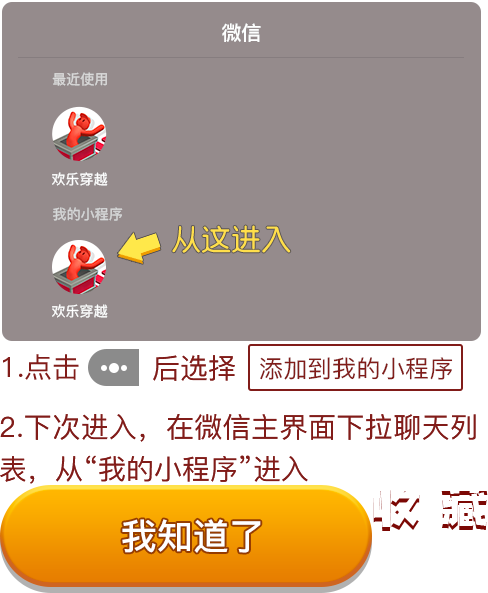 微信
最近使用
欢乐穿越
我的小程序
从这进入
欢乐穿越
1.点击 后选择 添加到我的小程序
2.下次进入，在微信主界面下拉聊天列
表，从“我的小程序”进入
我知道了
收藏